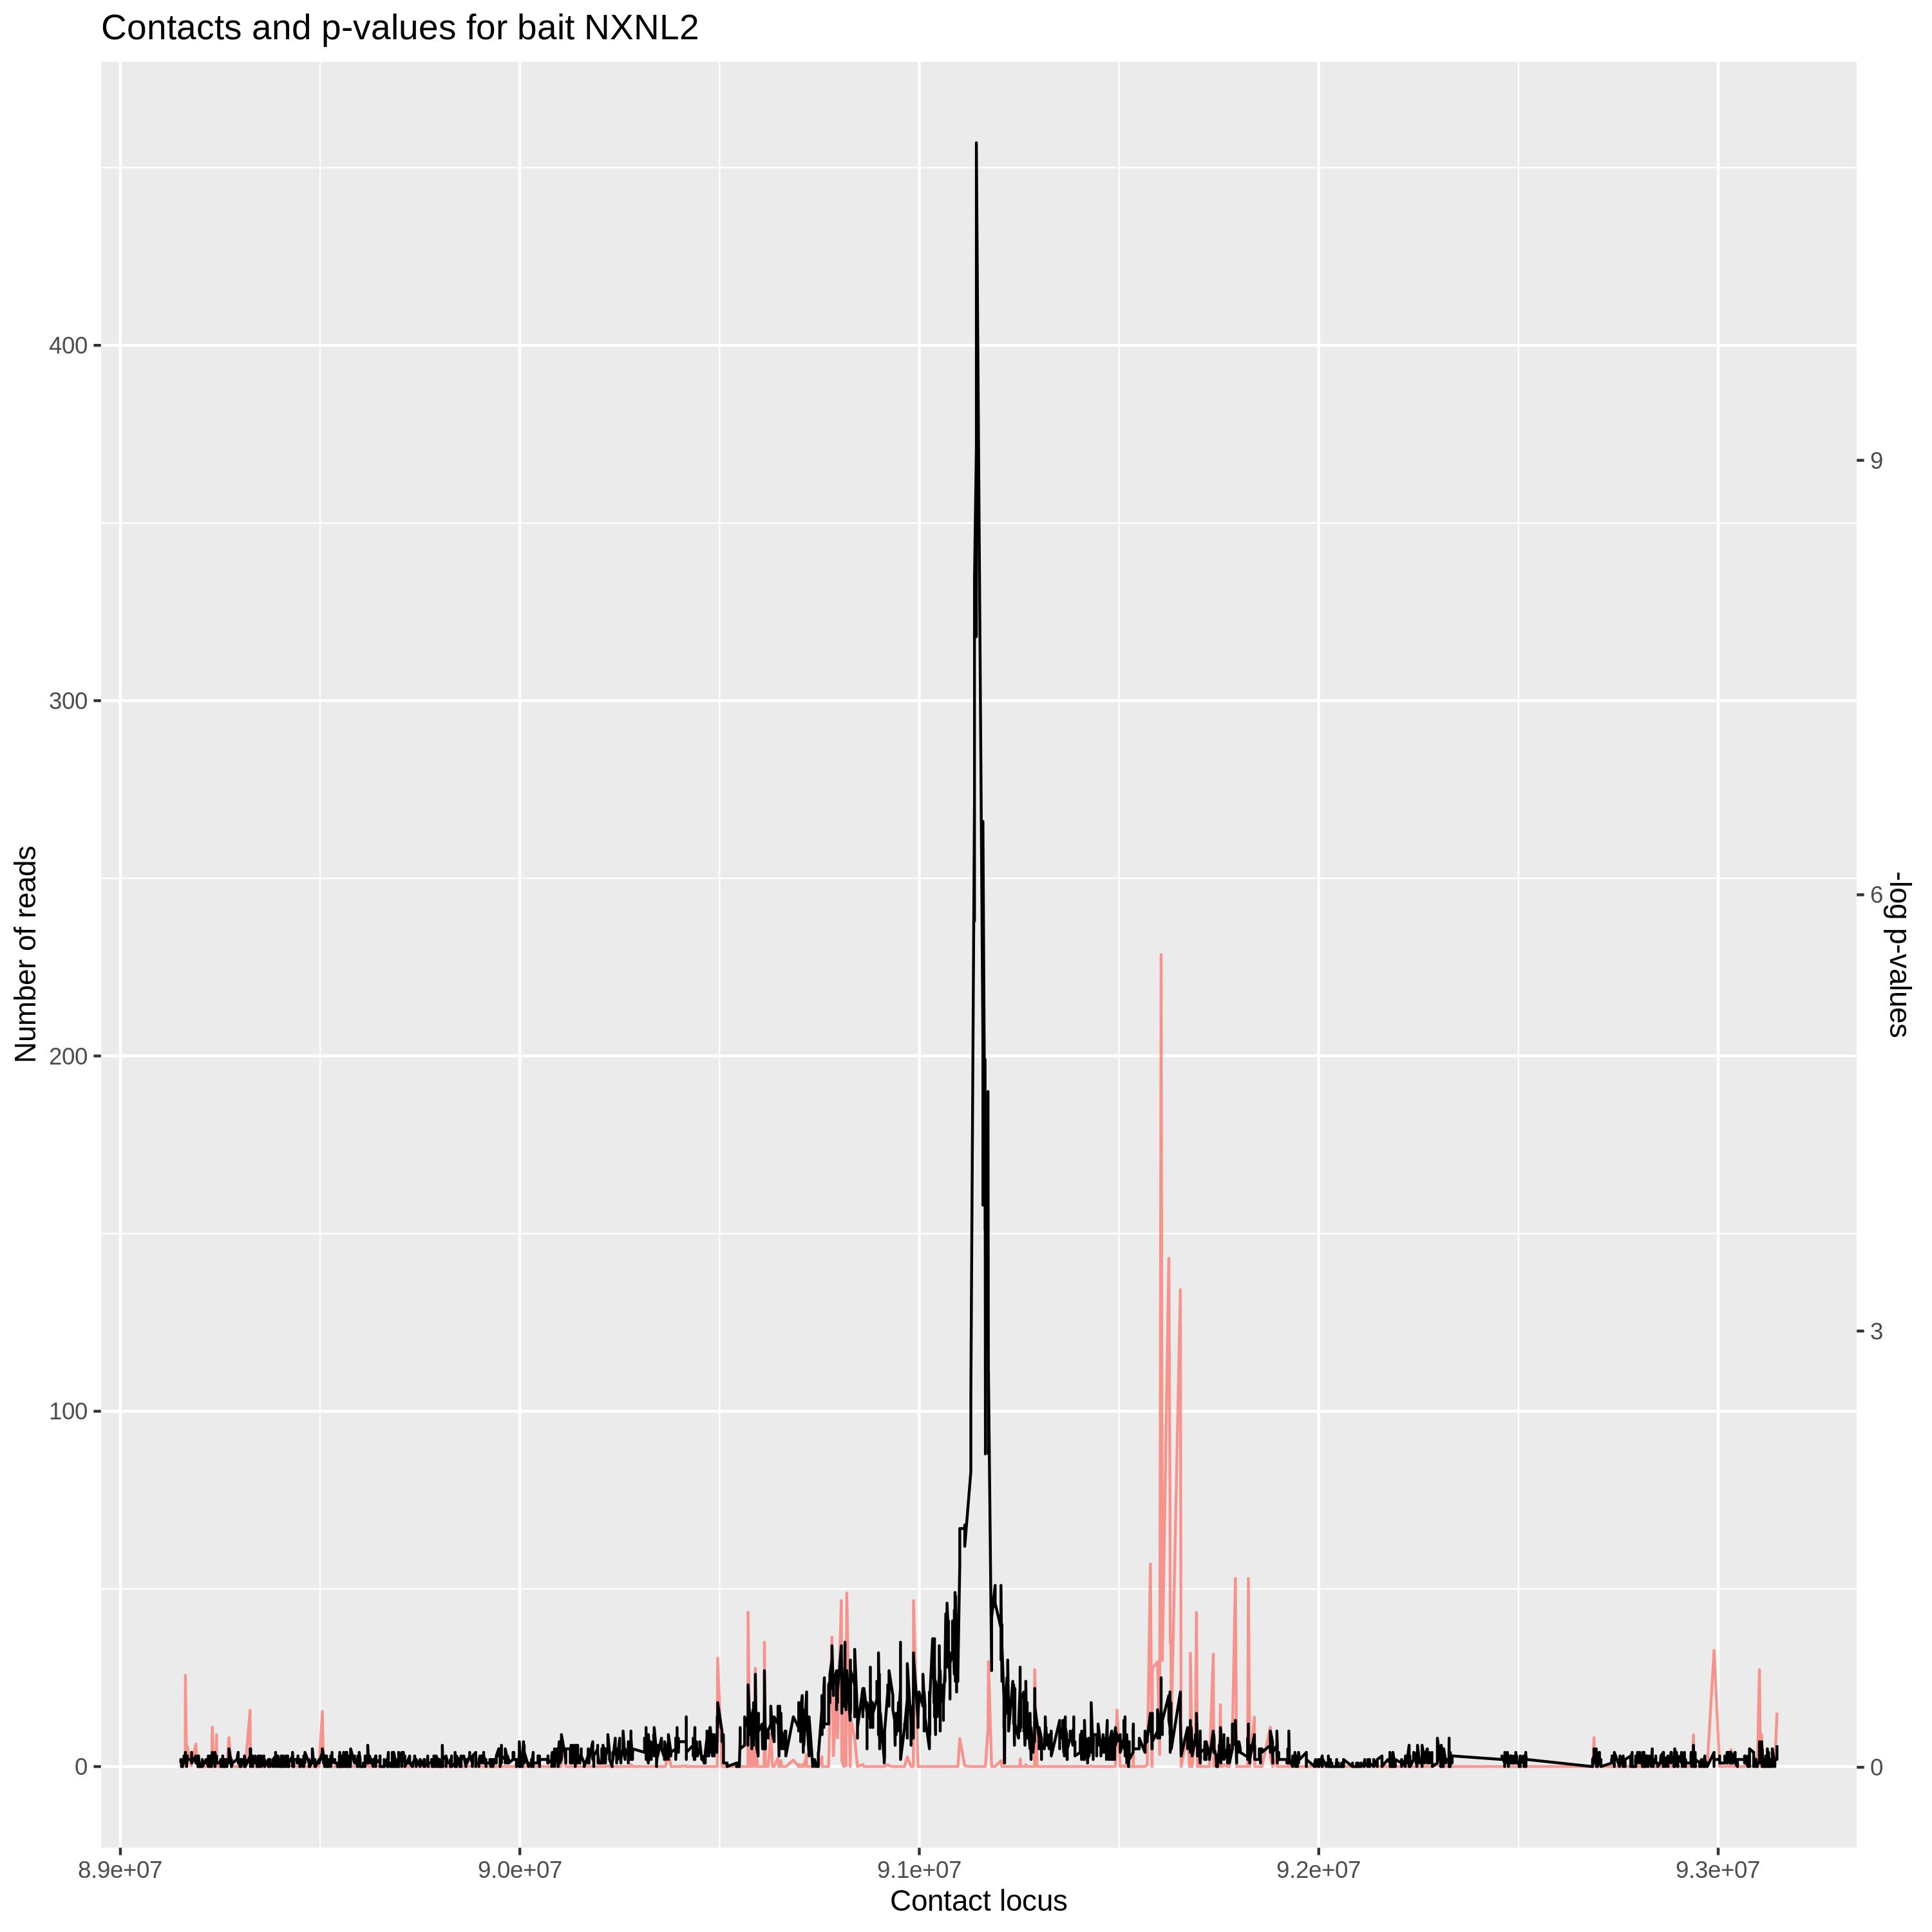 Contacts and p-values for bait NXNL2
Number of reads
400
300
200
100
0
9
6
3
0
-log p-values
8.9e+07
9.0e+07
9.1e+07
9.2e+07
9.3e+07
Contact locus